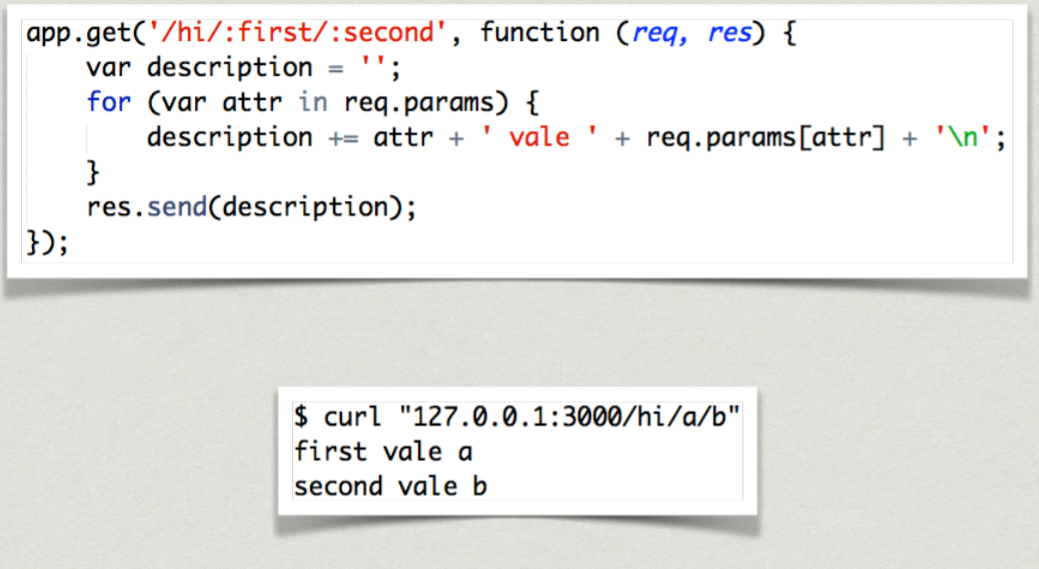 app.get('/hi/:first/:second', function (req, res) {
    var description = '';
    for (var attr in req.params) {
        description += attr + ' vale ' + req.params[attr] + '\n';
    }
    res.send(description);
});
$ curl "127.0.0.1:3000/hi/a/b"
first vale a
second vale b